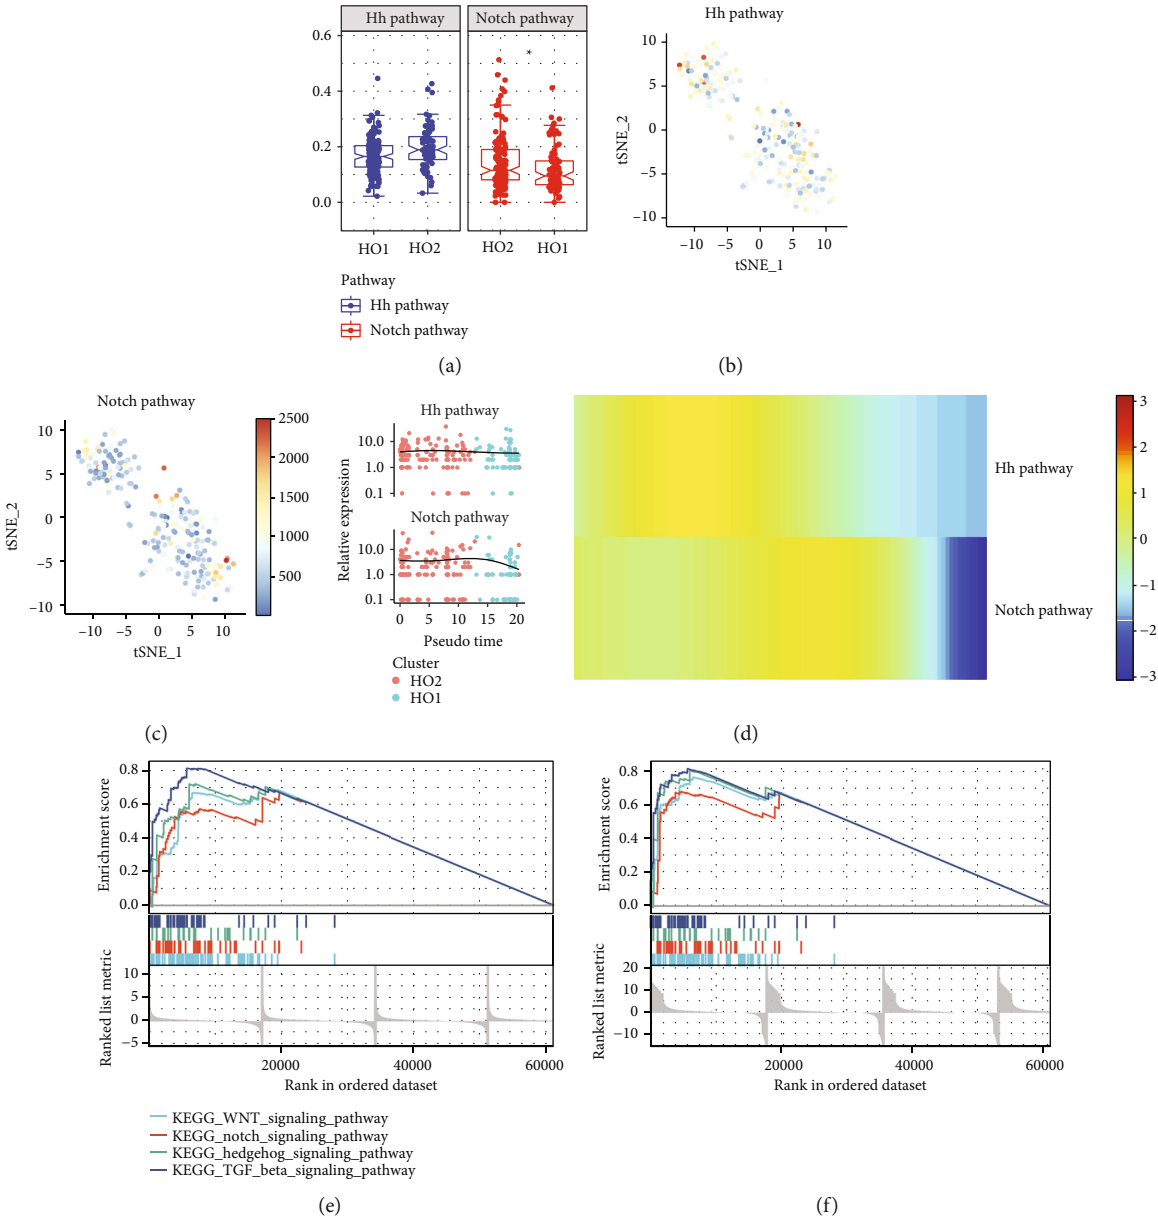 Hh pathway
Notch pathway
0.6
0.4
0.2
0.0
*
HO1
HO2
HO2
HO1
Pathway
Hh pathway
Notch pathway
(a)
Hh pathway
10
5
0
−5
−10
tSNE_2
−10
−5
0
5
10
tSNE_1
(b)
Notch pathway
10
5
0
−5
−10
tSNE_2
−10
−5
0
5
10
tSNE_1
2500
2000
1500
1000
500
(c)
Hh pathway
10.0
1.0
0.1
Notch pathway
10.0
1.0
0.1
Relative expression
0
5
10
15
20
Pseudo time
Cluster
HO2
HO1
Hh pathway
Notch pathway
3
2
1
0
−1
−2
−3
(d)
0.8
0.6
0.4
0.2
0.0
Enrichment score
10
5
0
−5
Ranked list metric
20000
40000
60000
Rank in ordered dataset
KEGG_WNT_signaling_pathway
KEGG_notch_signaling_pathway
KEGG_hedgehog_signaling_pathway
KEGG_TGF_beta_signaling_pathway
(e)
0.8
0.6
0.4
0.2
0.0
Enrichment score
20
10
0
−10
Ranked list metric
20000
40000
60000
Rank in ordered dataset
(f)